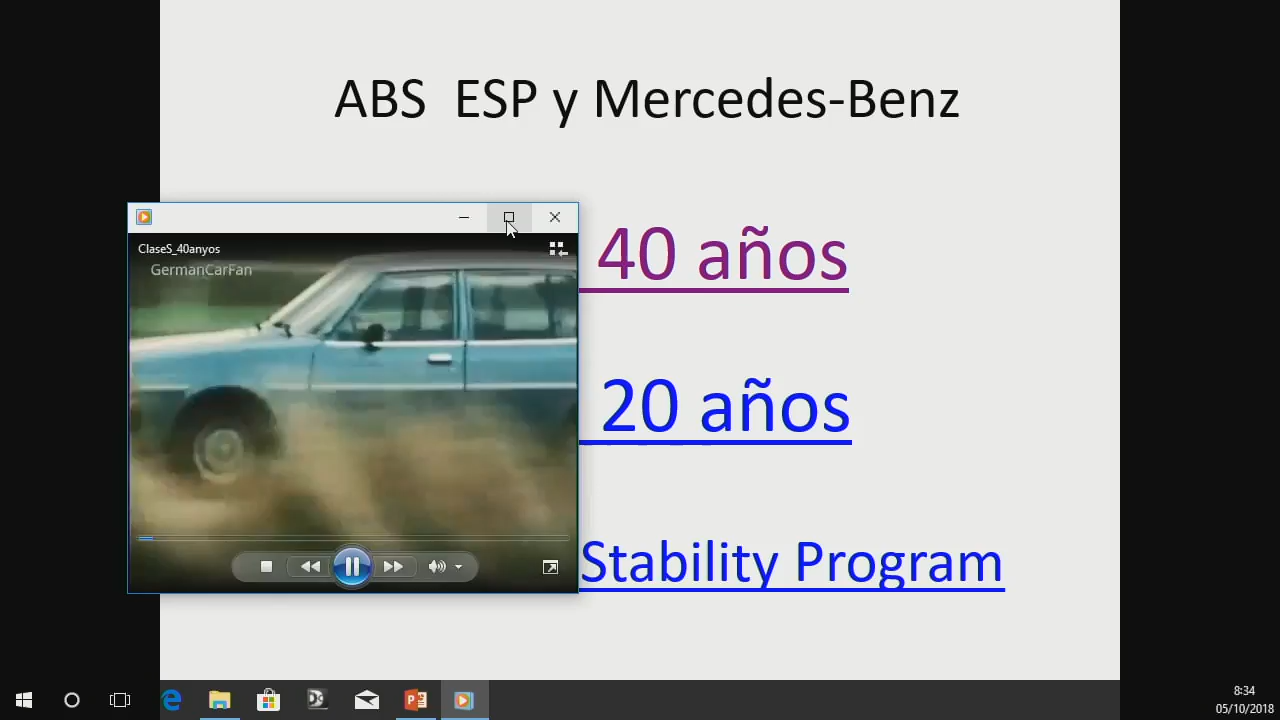 ABS  ESP y Mercedes-Benz
ClaseS_40anyos
GermanCarFan
40 años
20 años
Stability Program
8:34
05/10/2018